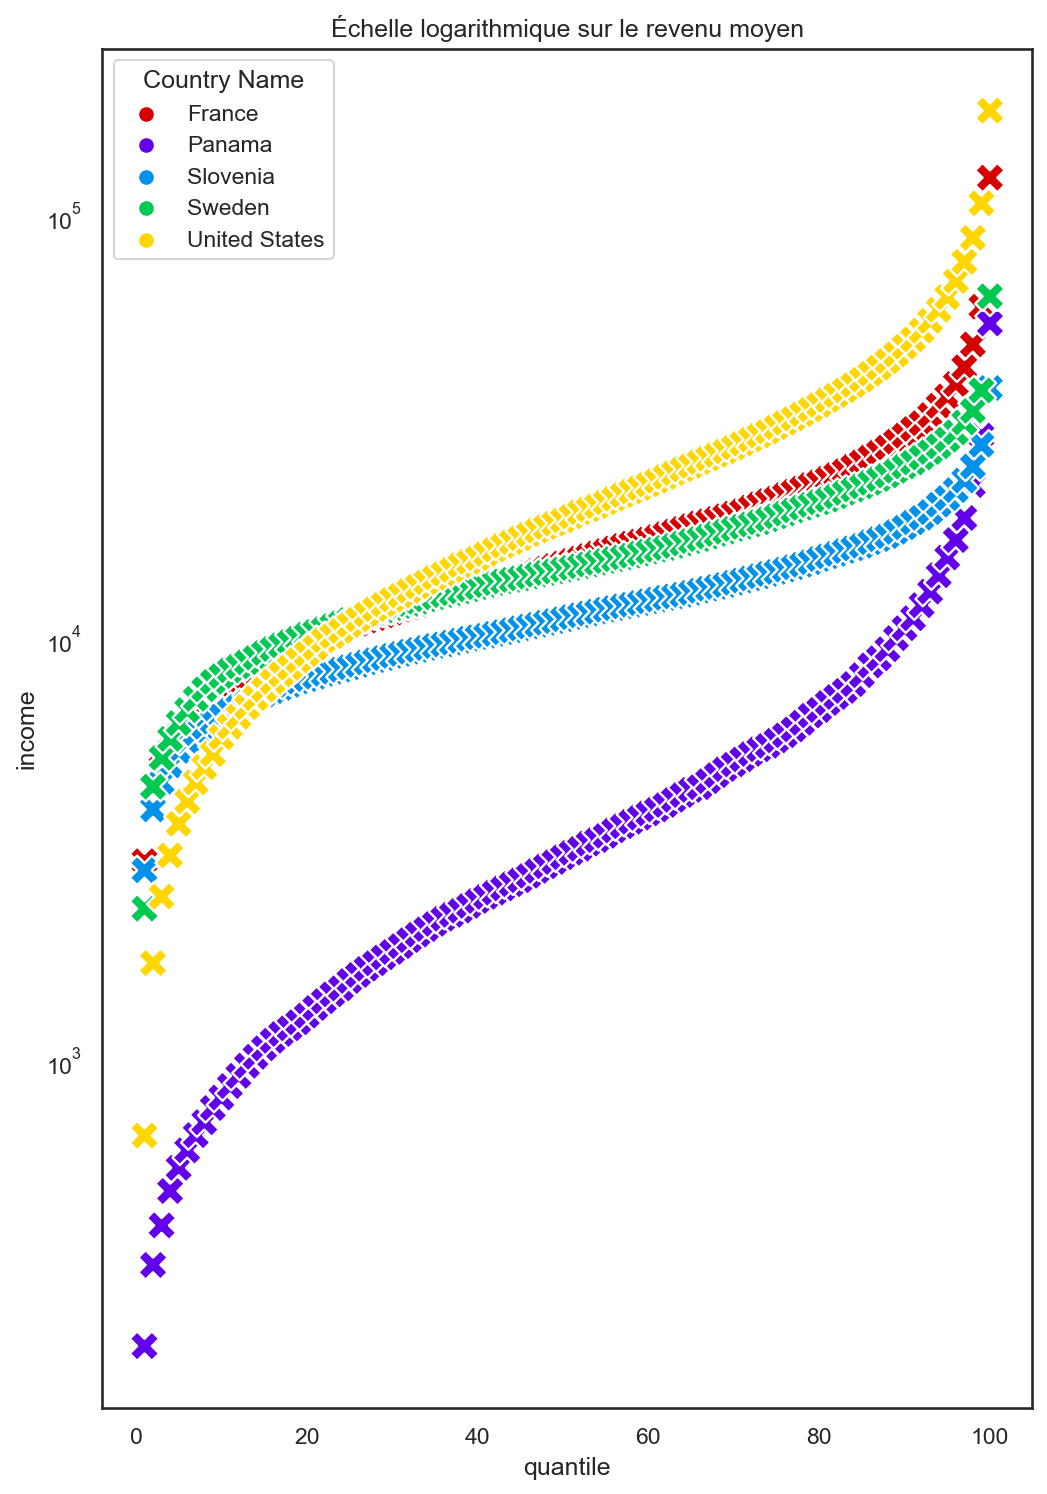 Échelle logarithmique sur le revenu moyen
Country Name
France
Panama
Slovenia
Sweden
United States
10^5
10^4
10^3
income
0 20 40 60 80 100
quantile